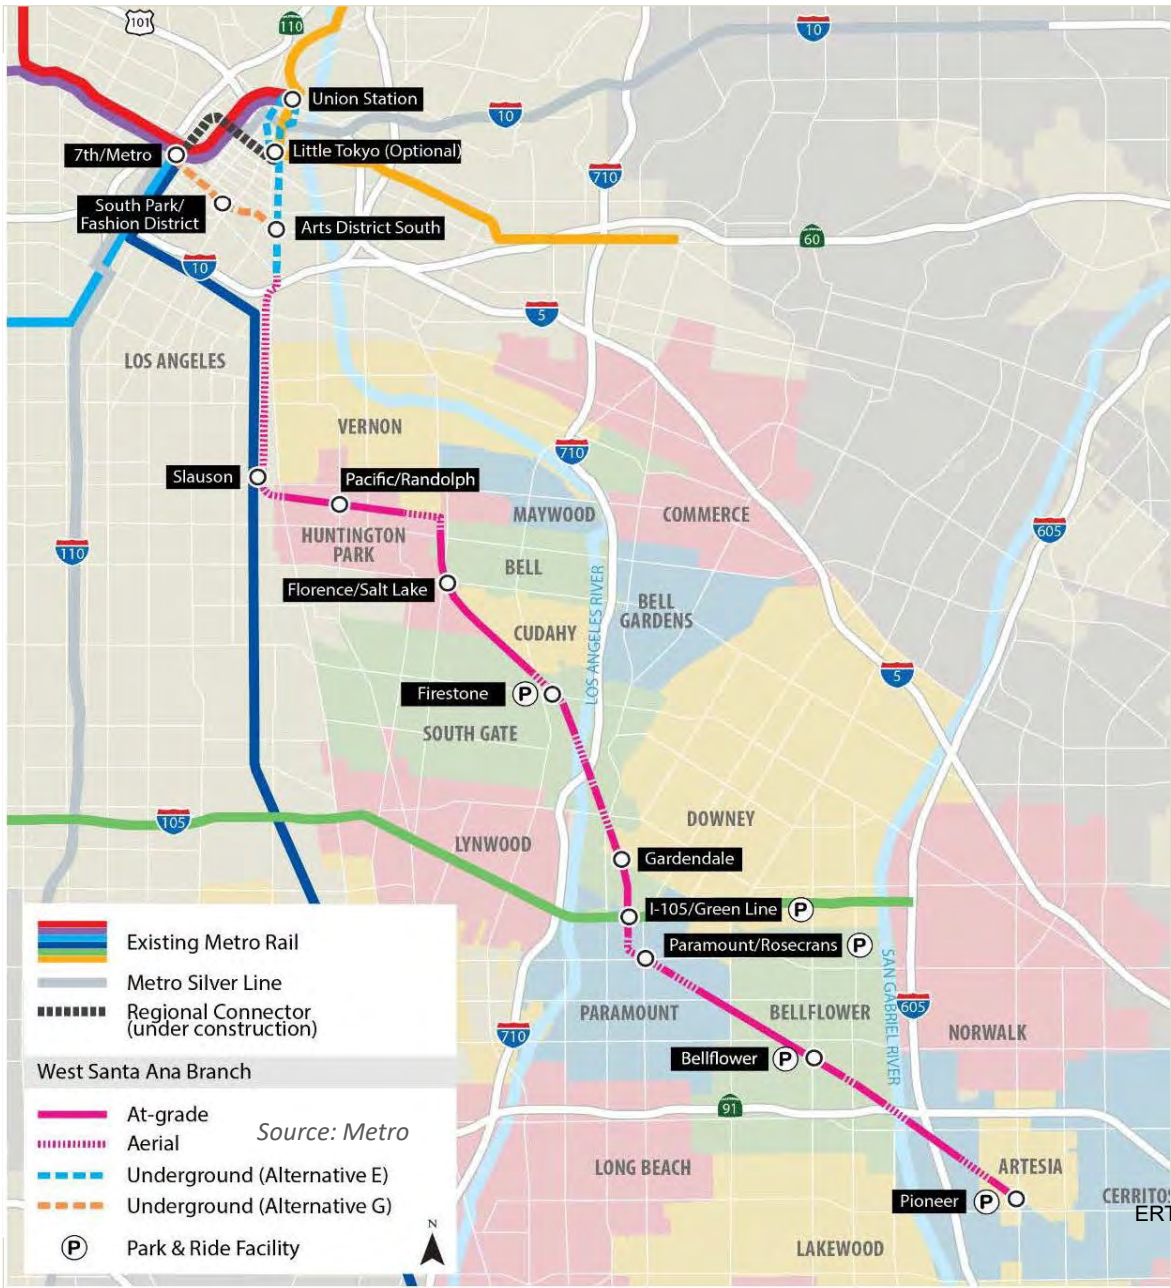 101
110
10
Union Station
10
7th/Metro
Little Tokyo (Optional)
710
South Park/
Fashion District
Arts District South
60
10
5
LOS ANGELES
VERNON
710
Slauson
Pacific/Randolph
MAYWOOD
COMMERCE
605
HUNTINGTON
PARK
110
BELL
Florence/Salt Lake
BELL
GARDENS
CUDAHY
LOS ANGELES RIVER
5
Firestone
P
SOUTH GATE
105
DOWNEY
LYNWOOD
Gardendale
I-105/Green Line
P
Paramount/Rosecrans
P
SAN GABRIEL RIVER
PARAMOUNT
BELLFLOWER
605
NORWALK
710
Bellflower
P
91
LONG BEACH
ARTESIA
Pioneer
P
CERRITOS
ERT
LAKEWOOD
Existing Metro Rail
Metro Silver Line
Regional Connector
(under construction)
West Santa Ana Branch
At-grade
Aerial
Source: Metro
Underground (Alternative E)
Underground (Alternative G)
P
Park & Ride Facility
N